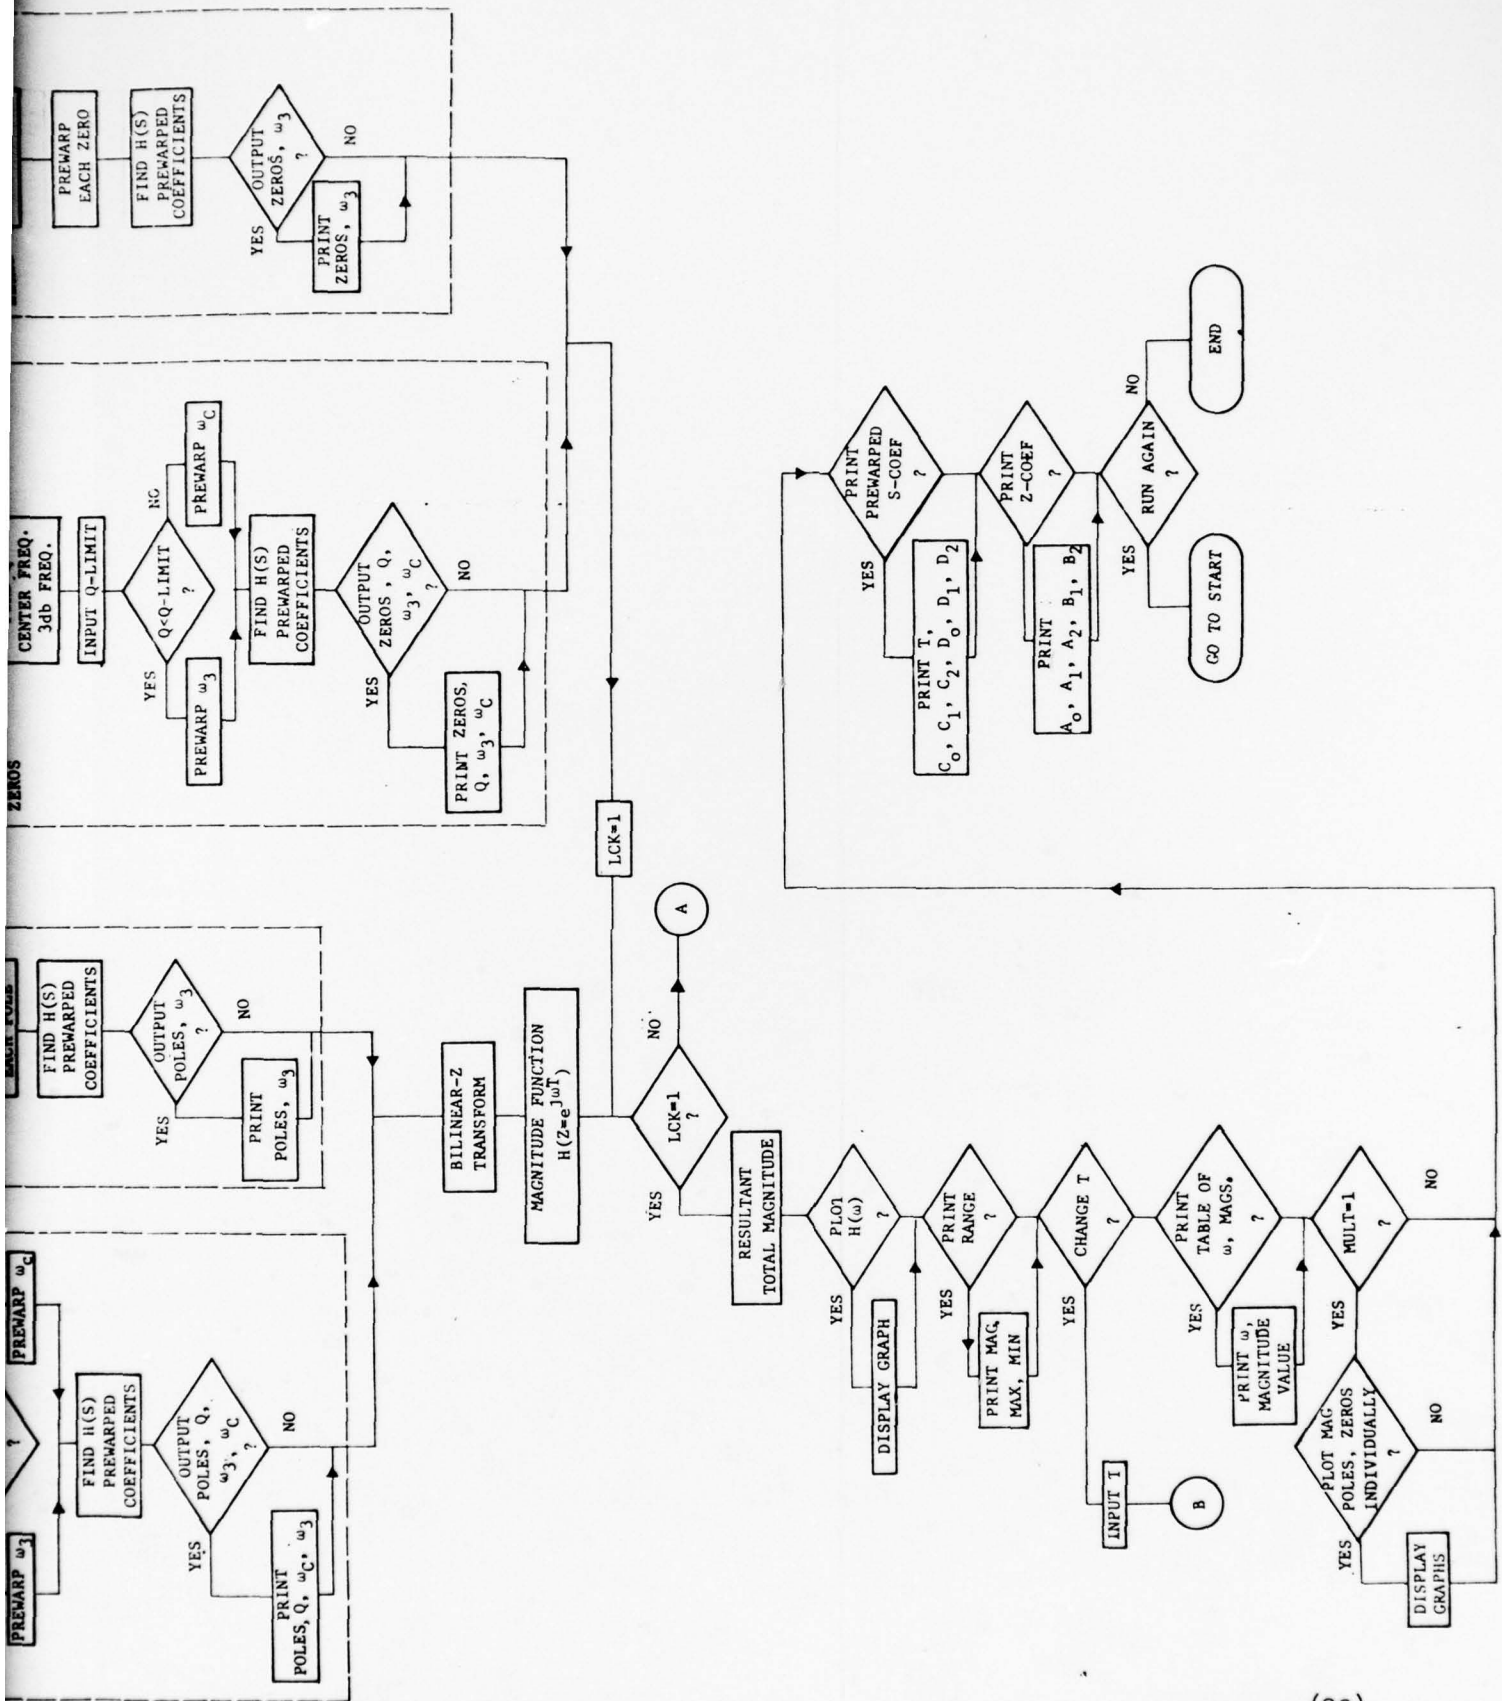 PREWARP ω3
PREWARP ωC
?
FIND H(S)
PREWARPED
COEFFICIENTS
OUTPUT
POLES, Q,
ω3, ωC
?
YES
NO
PRINT
POLES, Q, ωC, ω3
EACH POLE
FIND H(S)
PREWARPED
COEFFICIENTS
OUTPUT
POLES, ω3
?
YES
NO
PRINT
POLES, ω3
ZEROS
CENTER FREQ.
3db FREQ.
INPUT Q-LIMIT
Q<Q-LIMIT
?
YES
NO
PREWARP ω3
PREWARP ωC
FIND H(S)
PREWARPED
COEFFICIENTS
OUTPUT
ZEROS, Q,
ω3, ωC
?
YES
NO
PRINT ZEROS,
Q, ω3, ωC
PREWARP
EACH ZERO
FIND H(S)
PREWARPED
COEFFICIENTS
OUTPUT
ZEROS, ω3
?
YES
NO
PRINT
ZEROS, ω3
BILINEAR-Z
TRANSFORM
MAGNITUDE FUNCTION
H(Z=e^jωT)
LCK=1
LCK=1
?
YES
NO
A
RESULTANT
TOTAL MAGNITUDE
PLOT
H(ω)
?
YES
DISPLAY GRAPH
PRINT
RANGE
?
YES
PRINT MAG,
MAX, MIN
CHANGE T
?
YES
INPUT T
B
PRINT
TABLE OF
ω, MAGS.
?
YES
PRINT ω,
MAGNITUDE
VALUE
MULT=1
?
YES
NO
PLOT MAG
POLES, ZEROS
INDIVIDUALLY
?
YES
NO
DISPLAY
GRAPHS
PRINT
PREWARPED
S-COEF
?
YES
PRINT T,
Co, C1, C2, Do, D1, D2
PRINT
Z-COEF
?
PRINT
Ao, A1, A2, B1, B2
RUN AGAIN
?
YES
NO
GO TO START
END